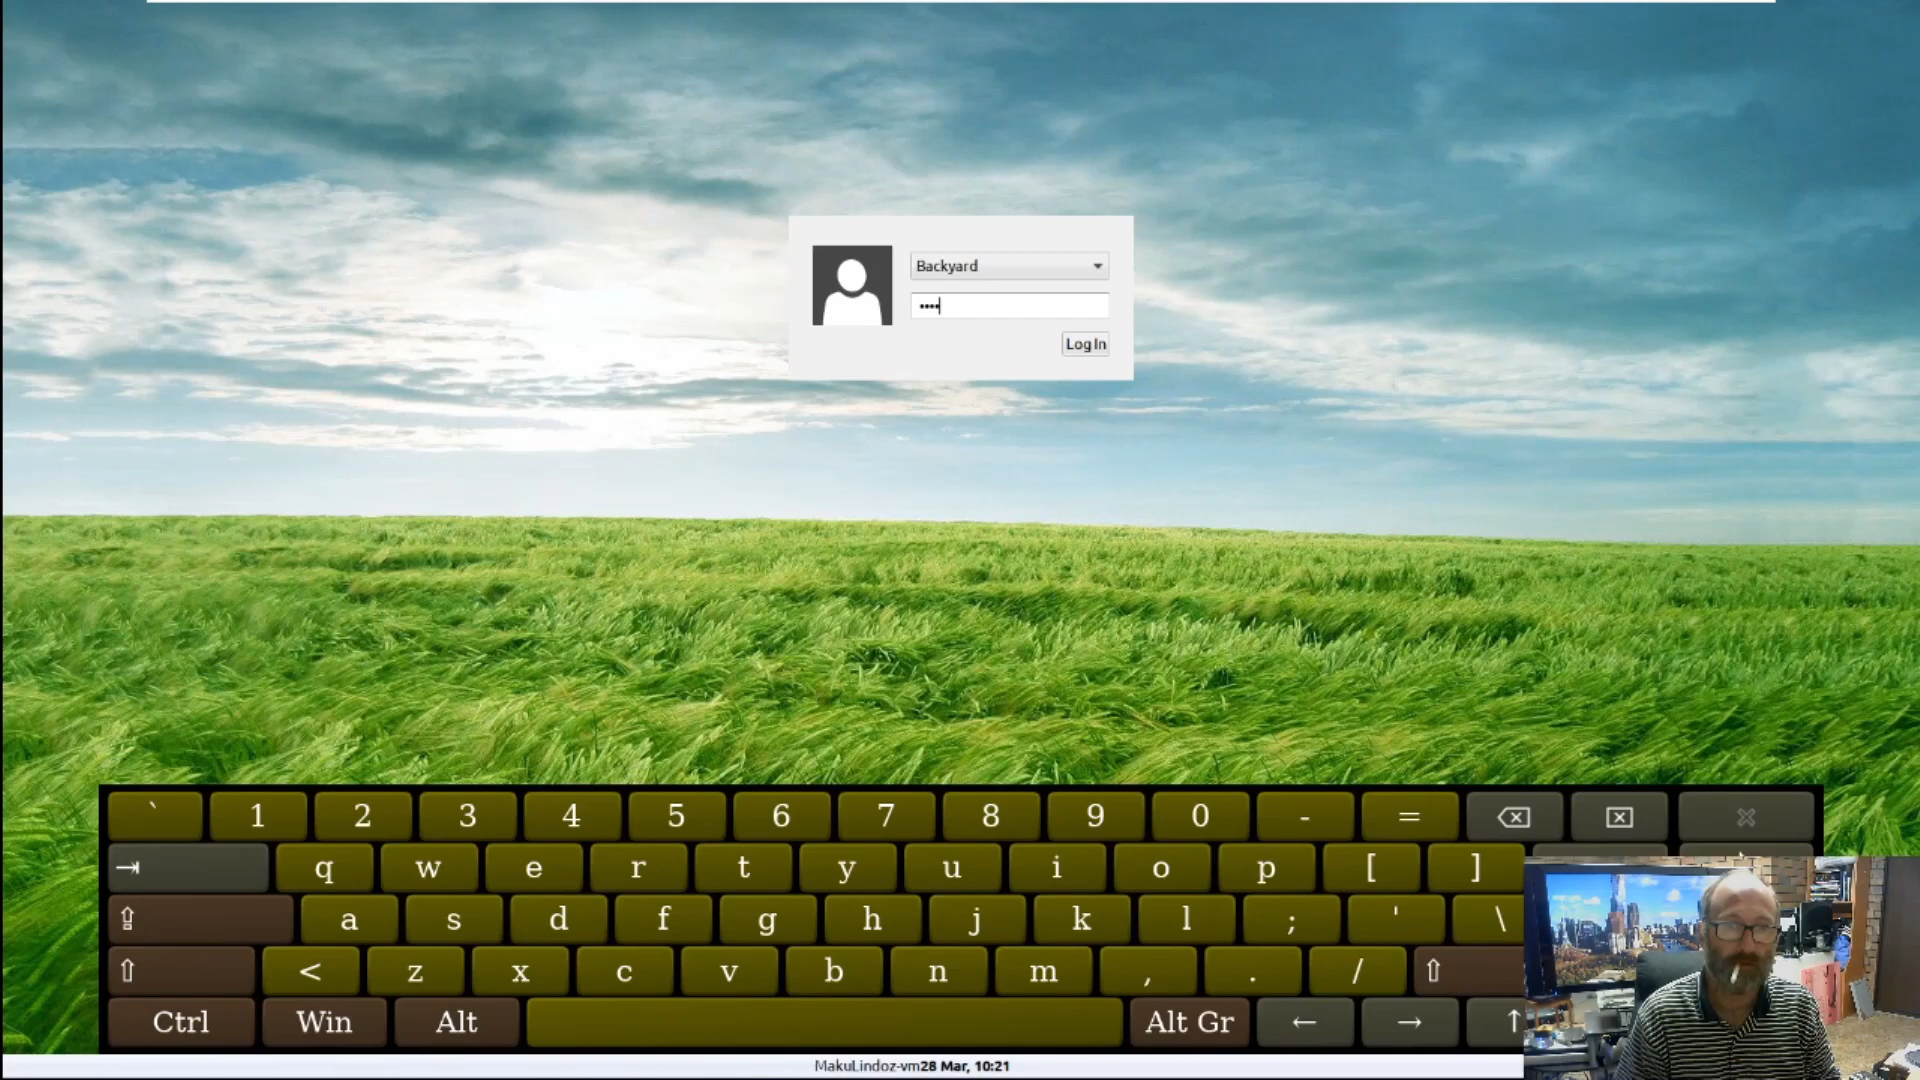 Backyard
••••
Log In
` 1 2 3 4 5 6 7 8 9 0 - =
q w e r t y u i o p [ ]
a s d f g h j k l ; ' \
< z x c v b n m , . /
Ctrl Win Alt Alt Gr ← → ↑
MakuLindoz-vm28 Mar, 10:21